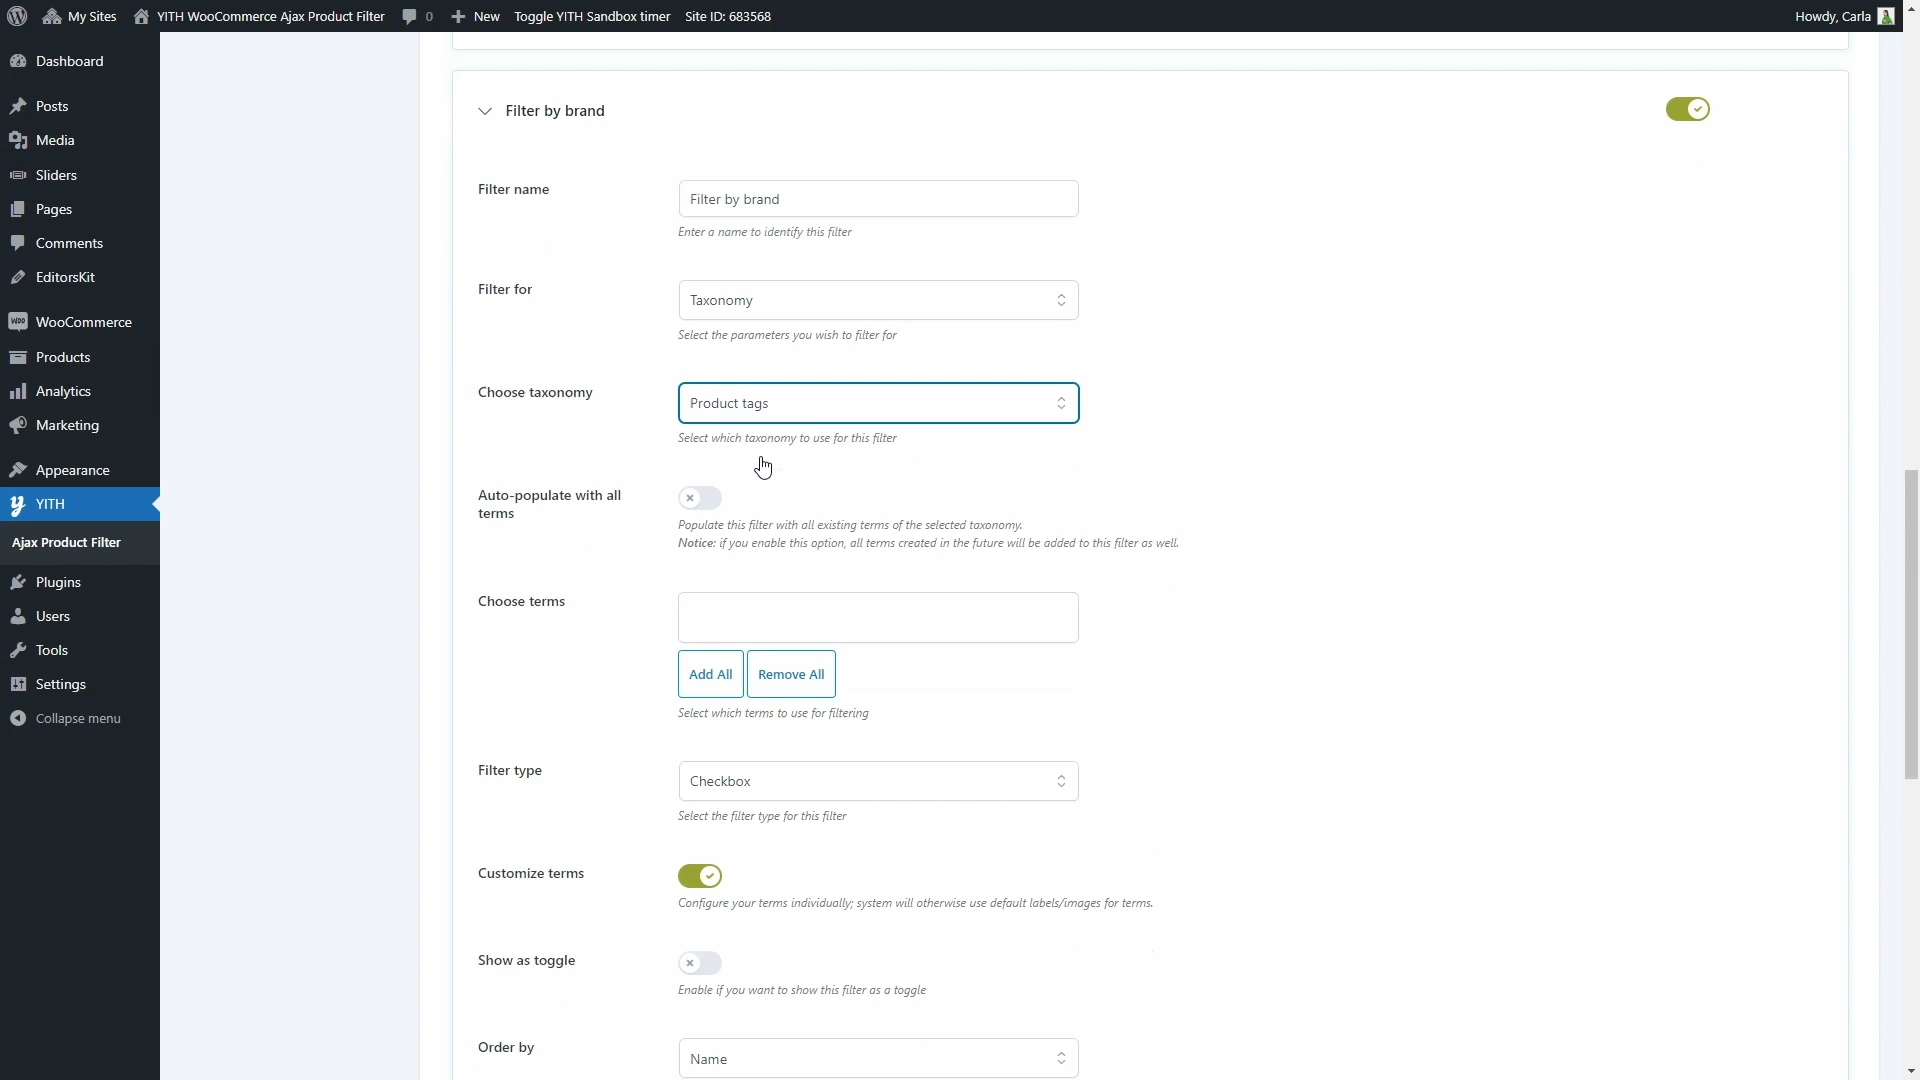 My Sites
YITH WooCommerce Ajax Product Filter
0
New
Toggle YITH Sandbox timer
Site ID: 683568
Howdy, Carla
Dashboard
Posts
Media
Sliders
Pages
Comments
EditorsKit
WOO
WooCommerce
Products
Analytics
Marketing
Appearance
y
YITH
Ajax Product Filter
Plugins
Users
Tools
Settings
Collapse menu
Filter by brand
Filter name
Filter by brand
Enter a name to identify this filter
Filter for
Taxonomy
Select the parameters you wish to filter for
Choose taxonomy
Product tags
Select which taxonomy to use for this filter
Auto-populate with all
terms
Populate this filter with all existing terms of the selected taxonomy.
Notice: if you enable this option, all terms created in the future will be added to this filter as well.
Choose terms
Add All
Remove All
Select which terms to use for filtering
Filter type
Checkbox
Select the filter type for this filter
Customize terms
Configure your terms individually; system will otherwise use default labels/images for terms.
Show as toggle
Enable if you want to show this filter as a toggle
Order by
Name